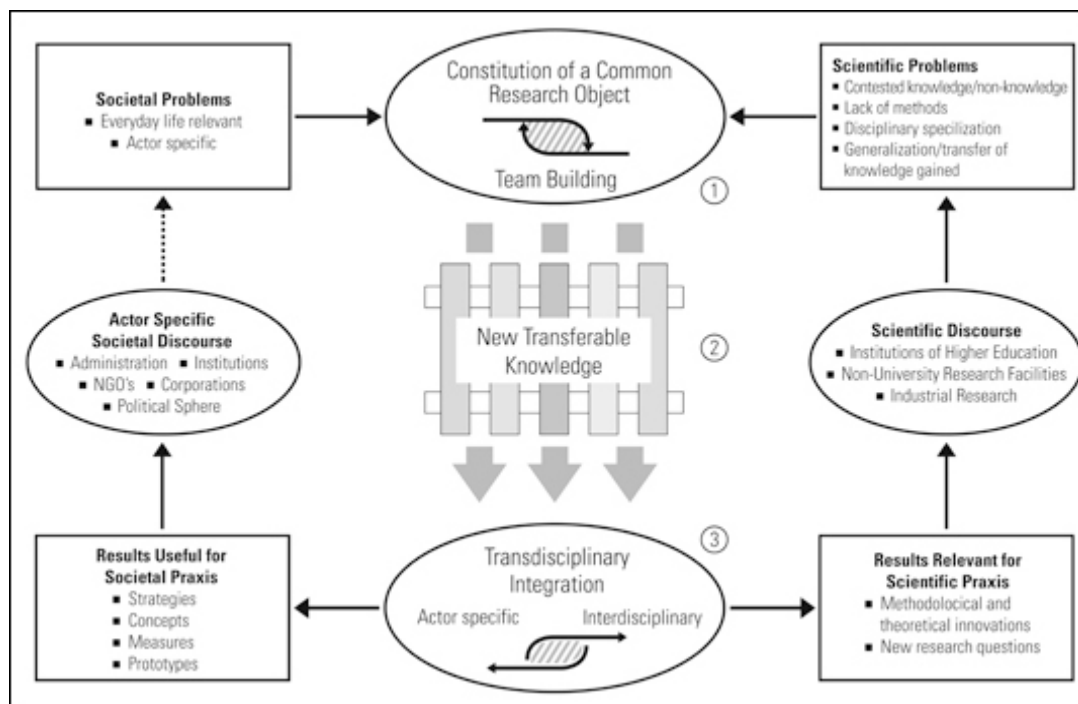 Societal Problems
▪ Everyday life relevant
▪ Actor specific
Constitution of a Common
Research Object
Team Building
1
Scientific Problems
▪ Contested knowledge/non-knowledge
▪ Lack of methods
▪ Disciplinary specilization
▪ Generalization/transfer of
knowledge gained
Actor Specific
Societal Discourse
▪ Administration ▪ Institutions
▪ NGO's ▪ Corporations
▪ Political Sphere
New Transferable
Knowledge
2
Scientific Discourse
▪ Institutions of Higher Education
▪ Non-University Research Facilities
▪ Industrial Research
Results Useful for
Societal Praxis
▪ Strategies
▪ Concepts
▪ Measures
▪ Prototypes
3
Transdisciplinary
Integration
Actor specific Interdisciplinary
Results Relevant for
Scientific Praxis
▪ Methodolocical and
theoretical innovations
▪ New research questions